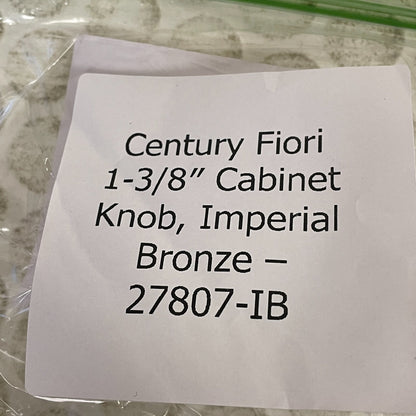 Century Fiori
1-3/8” Cabinet
Knob, Imperial
Bronze –
27807-IB